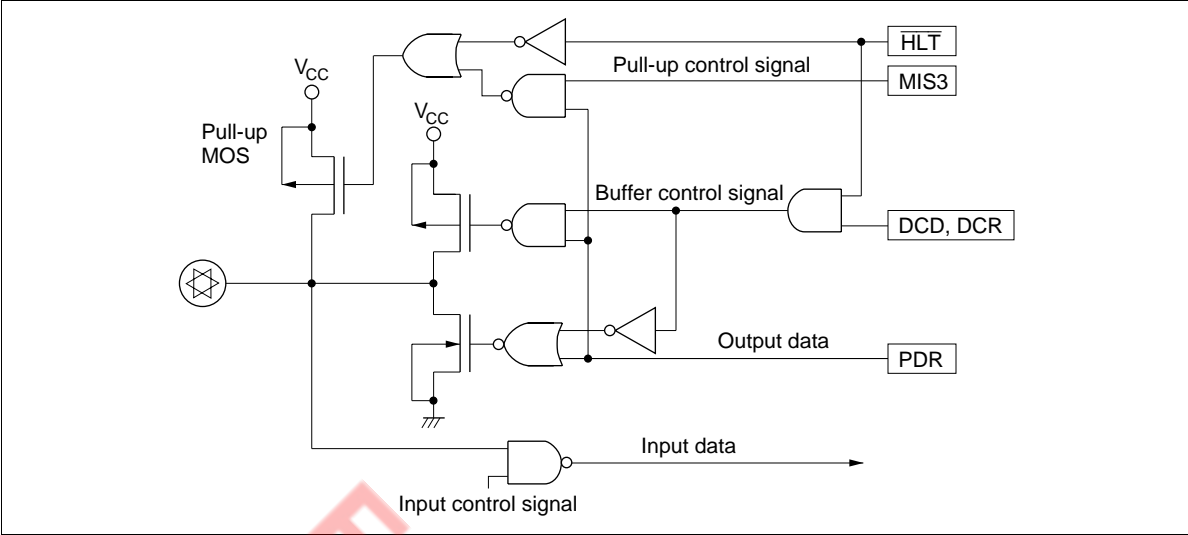 HLT
Pull-up control signal
MIS3
VCC
Pull-up
MOS
VCC
Buffer control signal
DCD, DCR
Output data
PDR
Input data
Input control signal